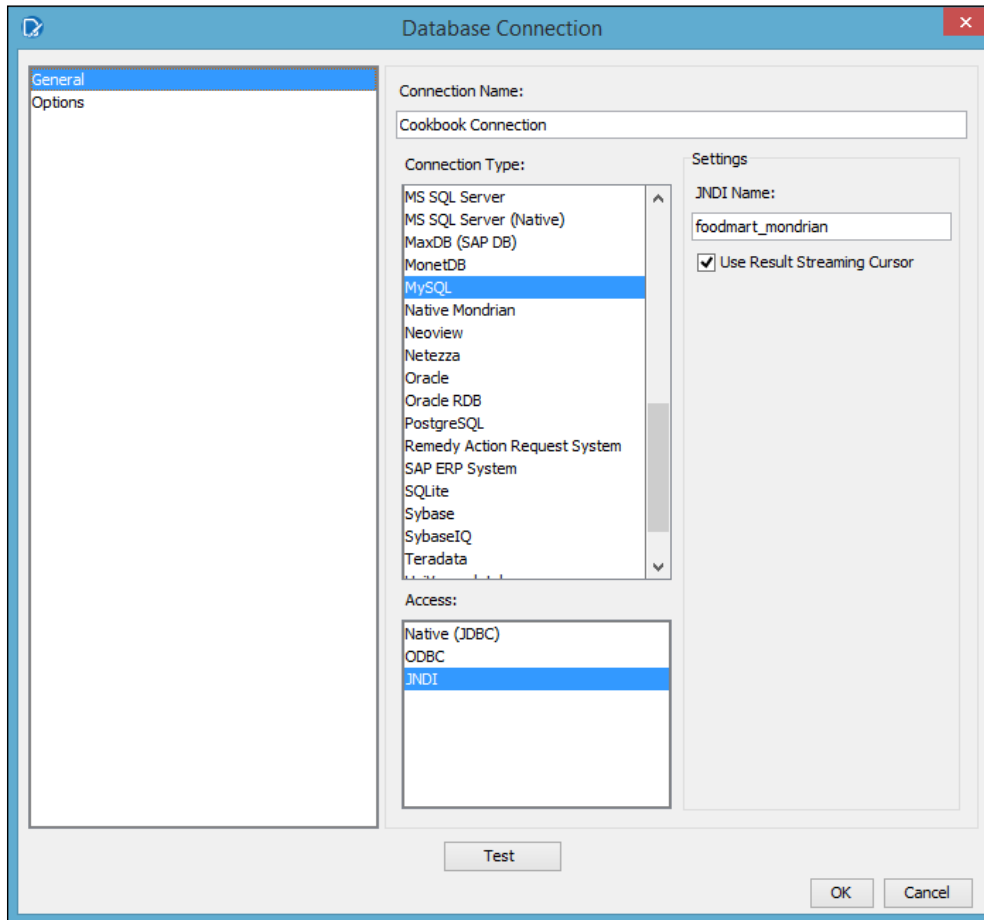 Database Connection
General
Options
Connection Name:
Cookbook Connection
Connection Type:
MS SQL Server
MS SQL Server (Native)
MaxDB (SAP DB)
MonetDB
MySQL
Native Mondrian
Neoview
Netezza
Oracle
Oracle RDB
PostgreSQL
Remedy Action Request System
SAP ERP System
SQLite
Sybase
SybaseIQ
Teradata
Access:
Native (JDBC)
ODBC
JNDI
Settings
JNDI Name:
foodmart_mondrian
Use Result Streaming Cursor
Test
OK
Cancel